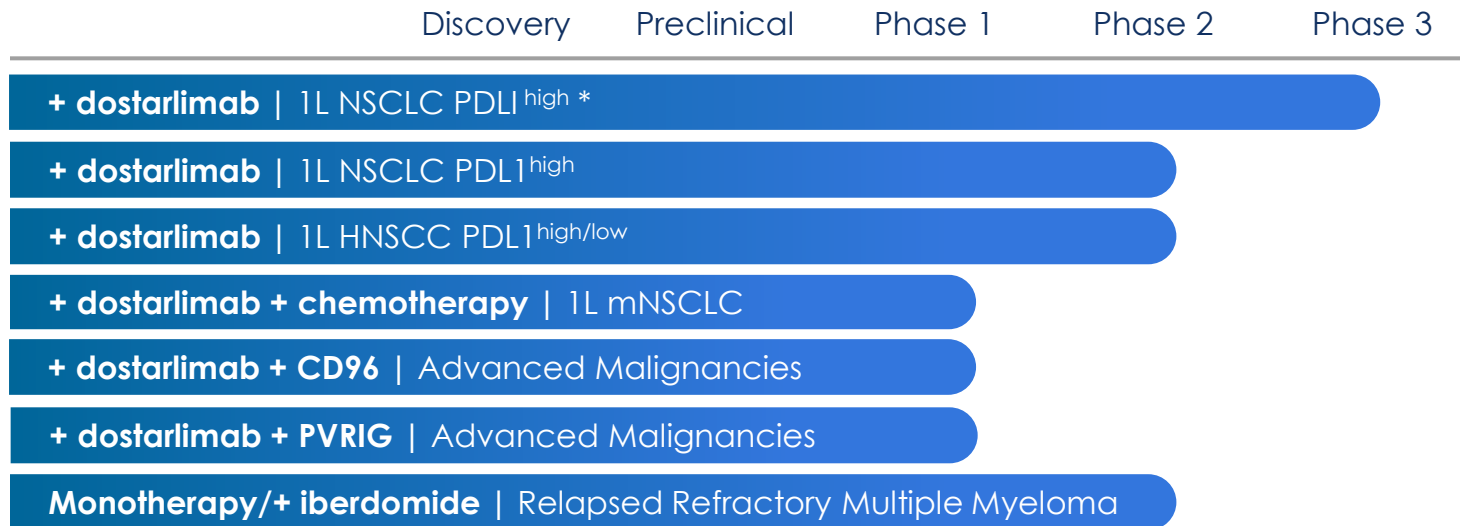 Discovery Preclinical Phase 1 Phase 2 Phase 3
+ dostarlimab | 1L NSCLC PDLI high *
+ dostarlimab | 1L NSCLC PDL1high
+ dostarlimab | 1L HNSCC PDL1high/low
+ dostarlimab + chemotherapy | 1L mNSCLC
+ dostarlimab + CD96 | Advanced Malignancies
+ dostarlimab + PVRIG | Advanced Malignancies
Monotherapy/+ iberdomide | Relapsed Refractory Multiple Myeloma